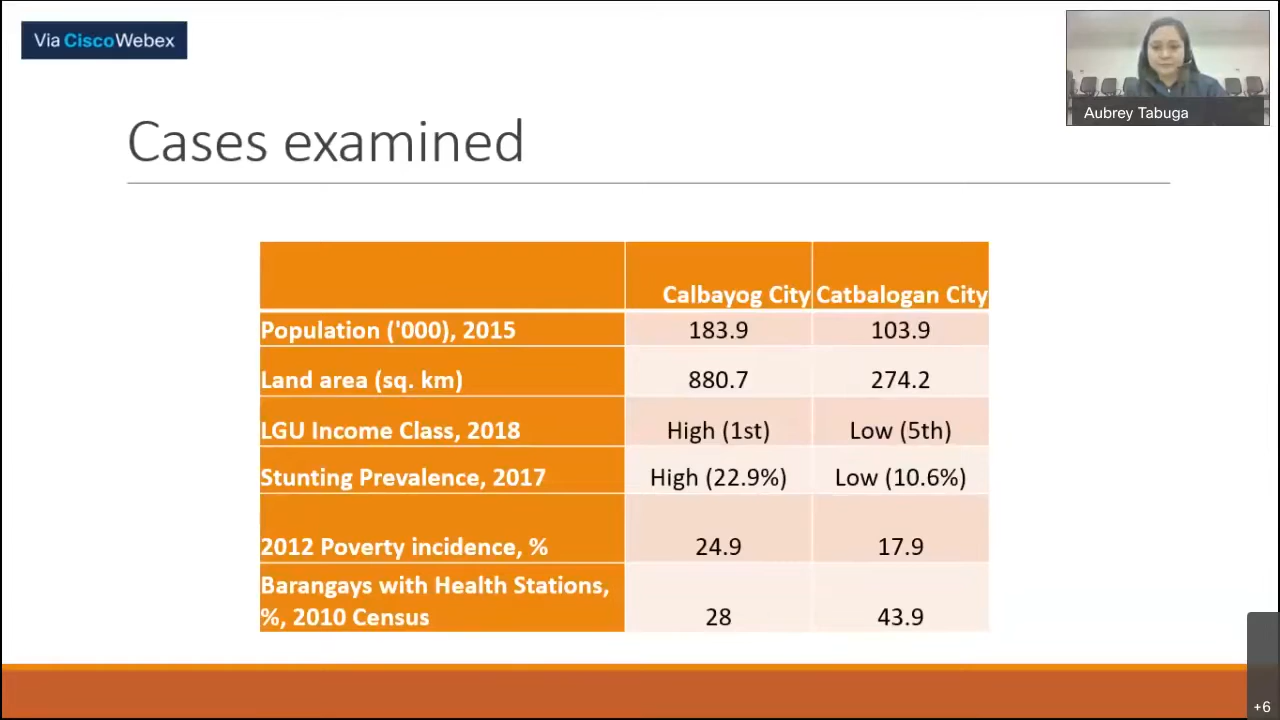 Via CiscoWebex
Aubrey Tabuga
Cases examined
Calbayog City Catbalogan City
Population ('000), 2015 183.9 103.9
Land area (sq. km) 880.7 274.2
LGU Income Class, 2018 High (1st) Low (5th)
Stunting Prevalence, 2017 High (22.9%) Low (10.6%)
2012 Poverty incidence, % 24.9 17.9
Barangays with Health Stations,
%, 2010 Census 28 43.9
+6